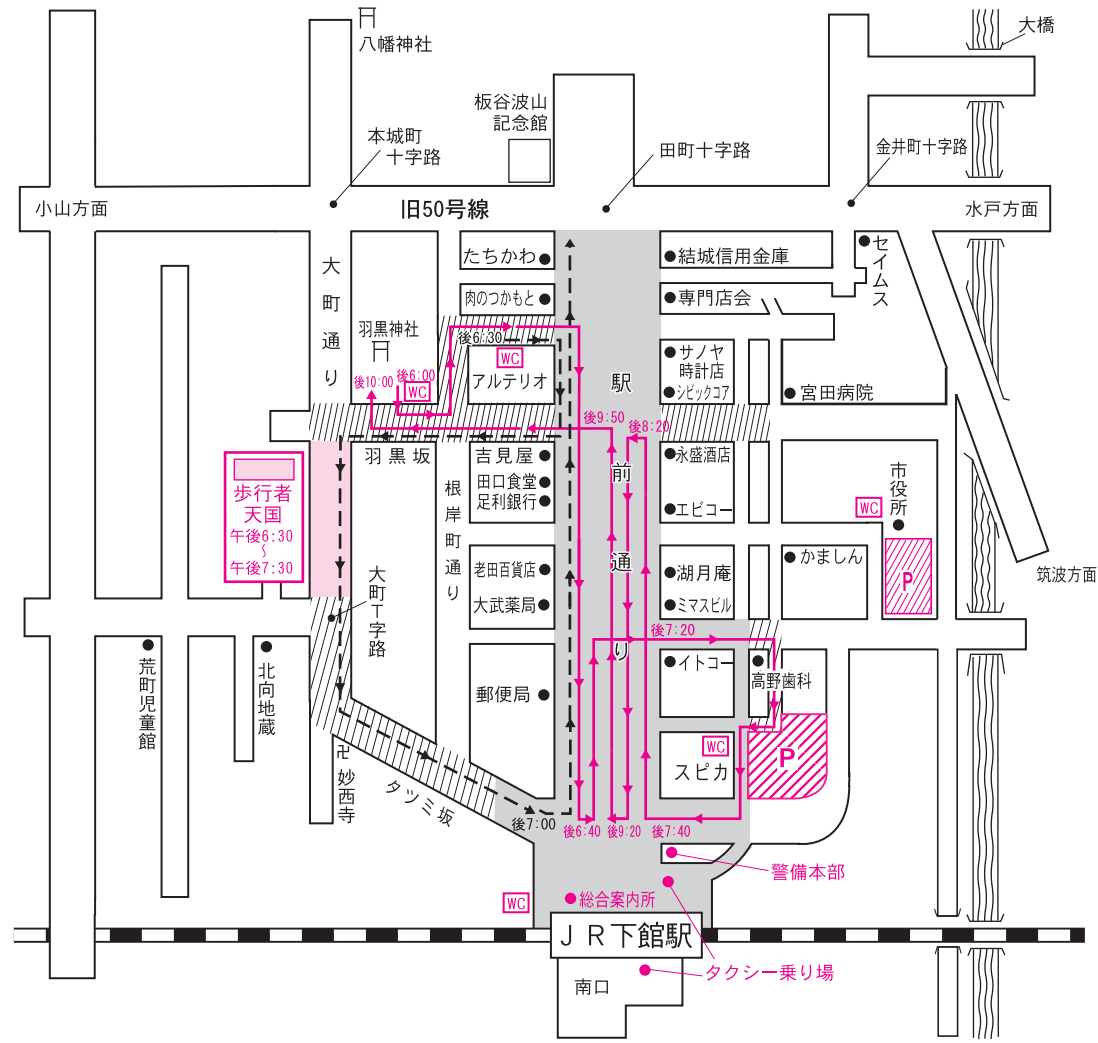 八幡神社
大橋
板谷波山
記念館
本城町
十字路
田町十字路
金井町十字路
小山方面
旧50号線
水戸方面
大町通り
たちかわ
結城信用金庫
セイムス
肉のつかもと
専門店会
羽黒神社
後6:30
WC
アルテリオ
サノヤ
時計店
シビックコア
宮田病院
後10:00
後6:00
WC
駅前通り
後9:50
後8:20
羽黒坂
吉見屋
田口食堂
足利銀行
永盛酒店
エビコー
市役所
WC
P
歩行者
天国
午後6:30
〜
午後7:30
根岸町通り
老田百貨店
大武薬局
湖月庵
ミマスビル
かましん
筑波方面
大町T字路
後7:20
荒町児童館
北向地蔵
郵便局
イトコー
高野歯科
卍妙西寺
タツミ坂
WC
スピカ
P
後7:00
後6:40
後9:20
後7:40
警備本部
WC
総合案内所
JR下館駅
タクシー乗り場
南口